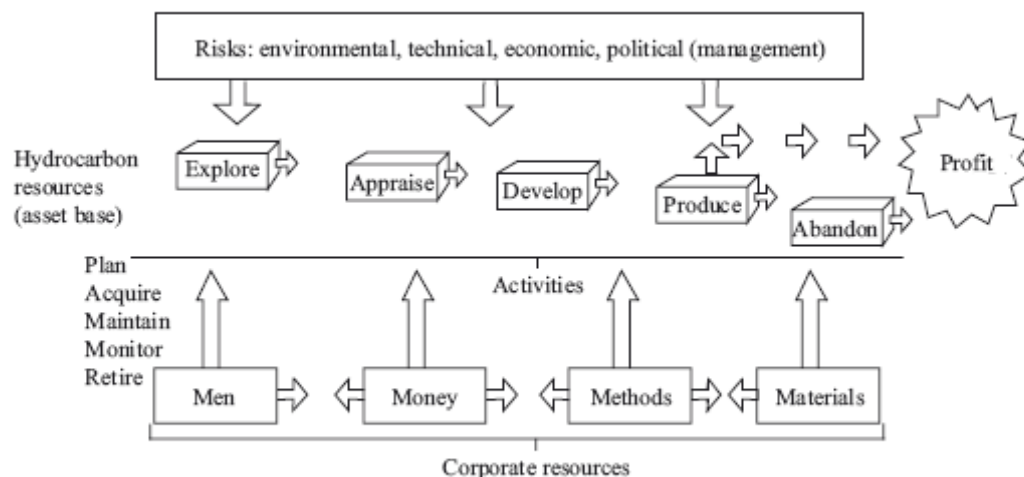 Risks: environmental, technical, economic, political (management)
Hydrocarbon
resources
(asset base)
Explore
Appraise
Develop
Produce
Abandon
Profit
Plan
Acquire
Maintain
Monitor
Retire
Activities
Men
Money
Methods
Materials
Corporate resources